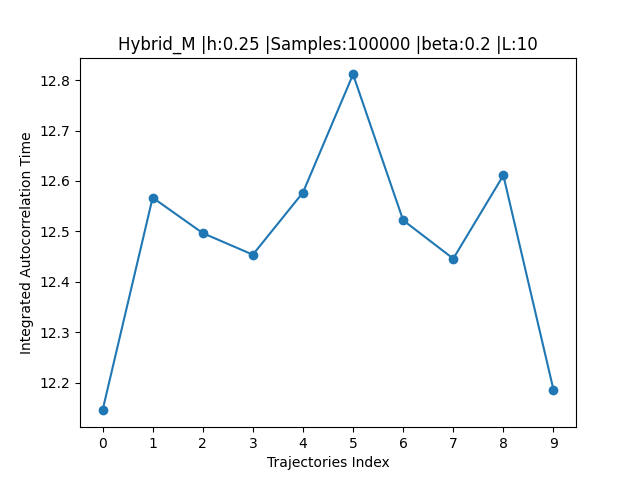 Hybrid_M |h:0.25 |Samples:100000 |beta:0.2 |L:10
12.8
12.7
12.6
12.5
12.4
12.3
12.2
Integrated Autocorrelation Time
0 1 2 3 4 5 6 7 8 9
Trajectories Index